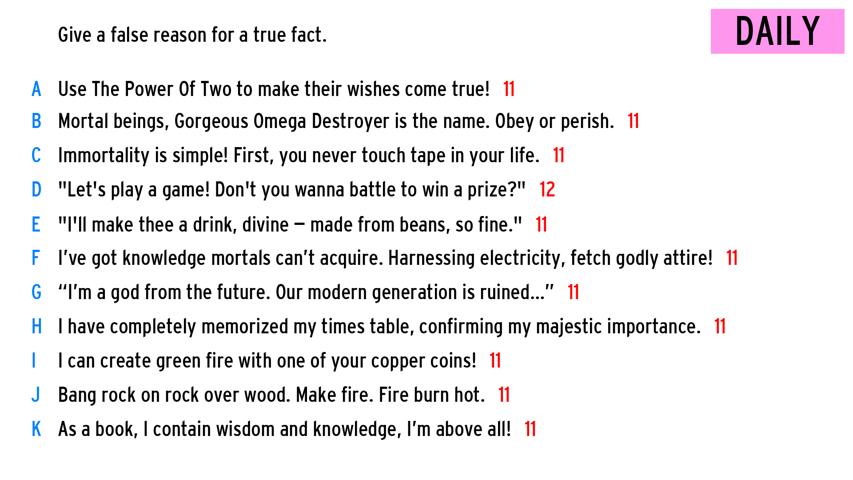 Give a false reason for a true fact.
DAILY
A Use The Power Of Two to make their wishes come true! 11
B Mortal beings, Gorgeous Omega Destroyer is the name. Obey or perish. 11
C Immortality is simple! First, you never touch tape in your life. 11
D "Let's play a game! Don't you wanna battle to win a prize?" 12
E "I'll make thee a drink, divine – made from beans, so fine." 11
F I’ve got knowledge mortals can’t acquire. Harnessing electricity, fetch godly attire! 11
G “I’m a god from the future. Our modern generation is ruined...” 11
H I have completely memorized my times table, confirming my majestic importance. 11
I I can create green fire with one of your copper coins! 11
J Bang rock on rock over wood. Make fire. Fire burn hot. 11
K As a book, I contain wisdom and knowledge, I’m above all! 11